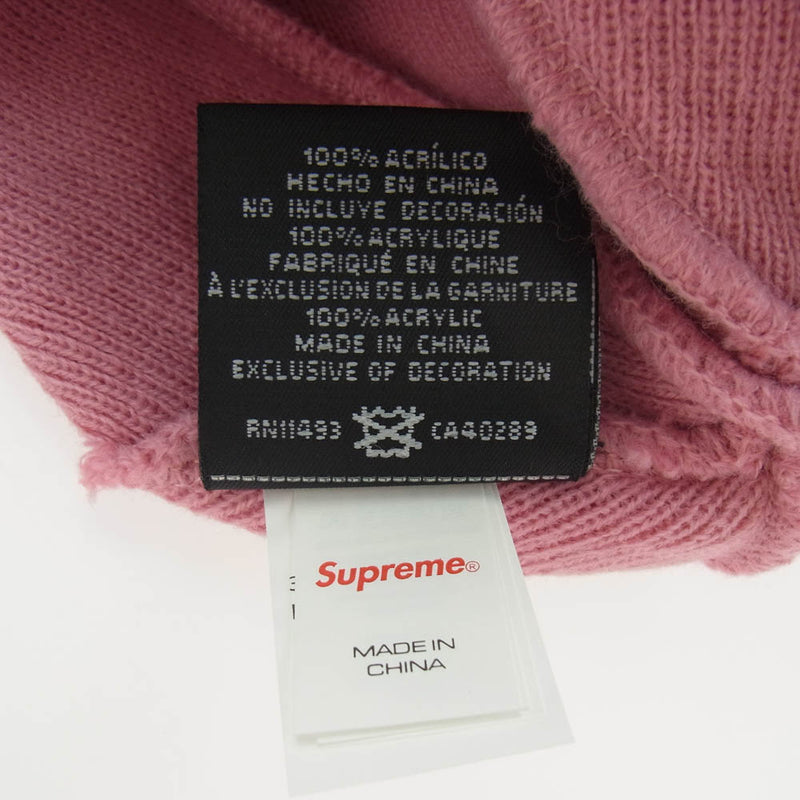 100% ACRÍLICO
HECHO EN CHINA
NO INCLUYE DECORACIÓN
100% ACRYLIQUE
FABRIQUÉ EN CHINE
À L'EXCLUSION DE LA GARNITURE
100% ACRYLIC
MADE IN CHINA
EXCLUSIVE OF DECORATION
RN11493 CA40289
Supreme®
MADE IN
CHINA